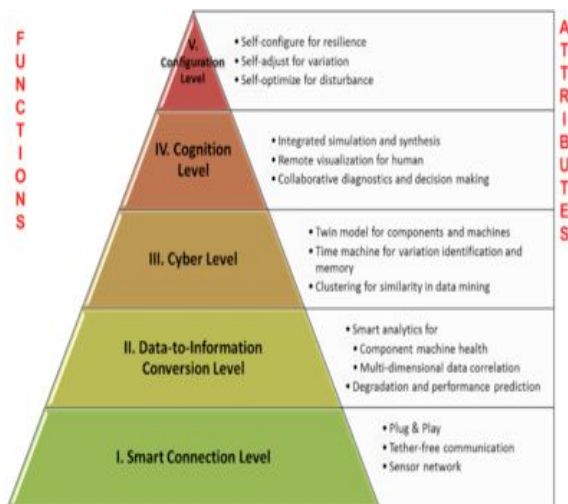 FUNCTIONS
ATTRIBUTES
V.
Configuration
Level
• Self-configure for resilience
• Self-adjust for variation
• Self-optimize for disturbance
IV. Cognition
Level
• Integrated simulation and synthesis
• Remote visualization for human
• Collaborative diagnostics and decision making
III. Cyber Level
• Twin model for components and machines
• Time machine for variation identification and
memory
• Clustering for similarity in data mining
II. Data-to-Information
Conversion Level
• Smart analytics for
• Component machine health
• Multi-dimensional data correlation
• Degradation and performance prediction
I. Smart Connection Level
• Plug & Play
• Tether-free communication
• Sensor network